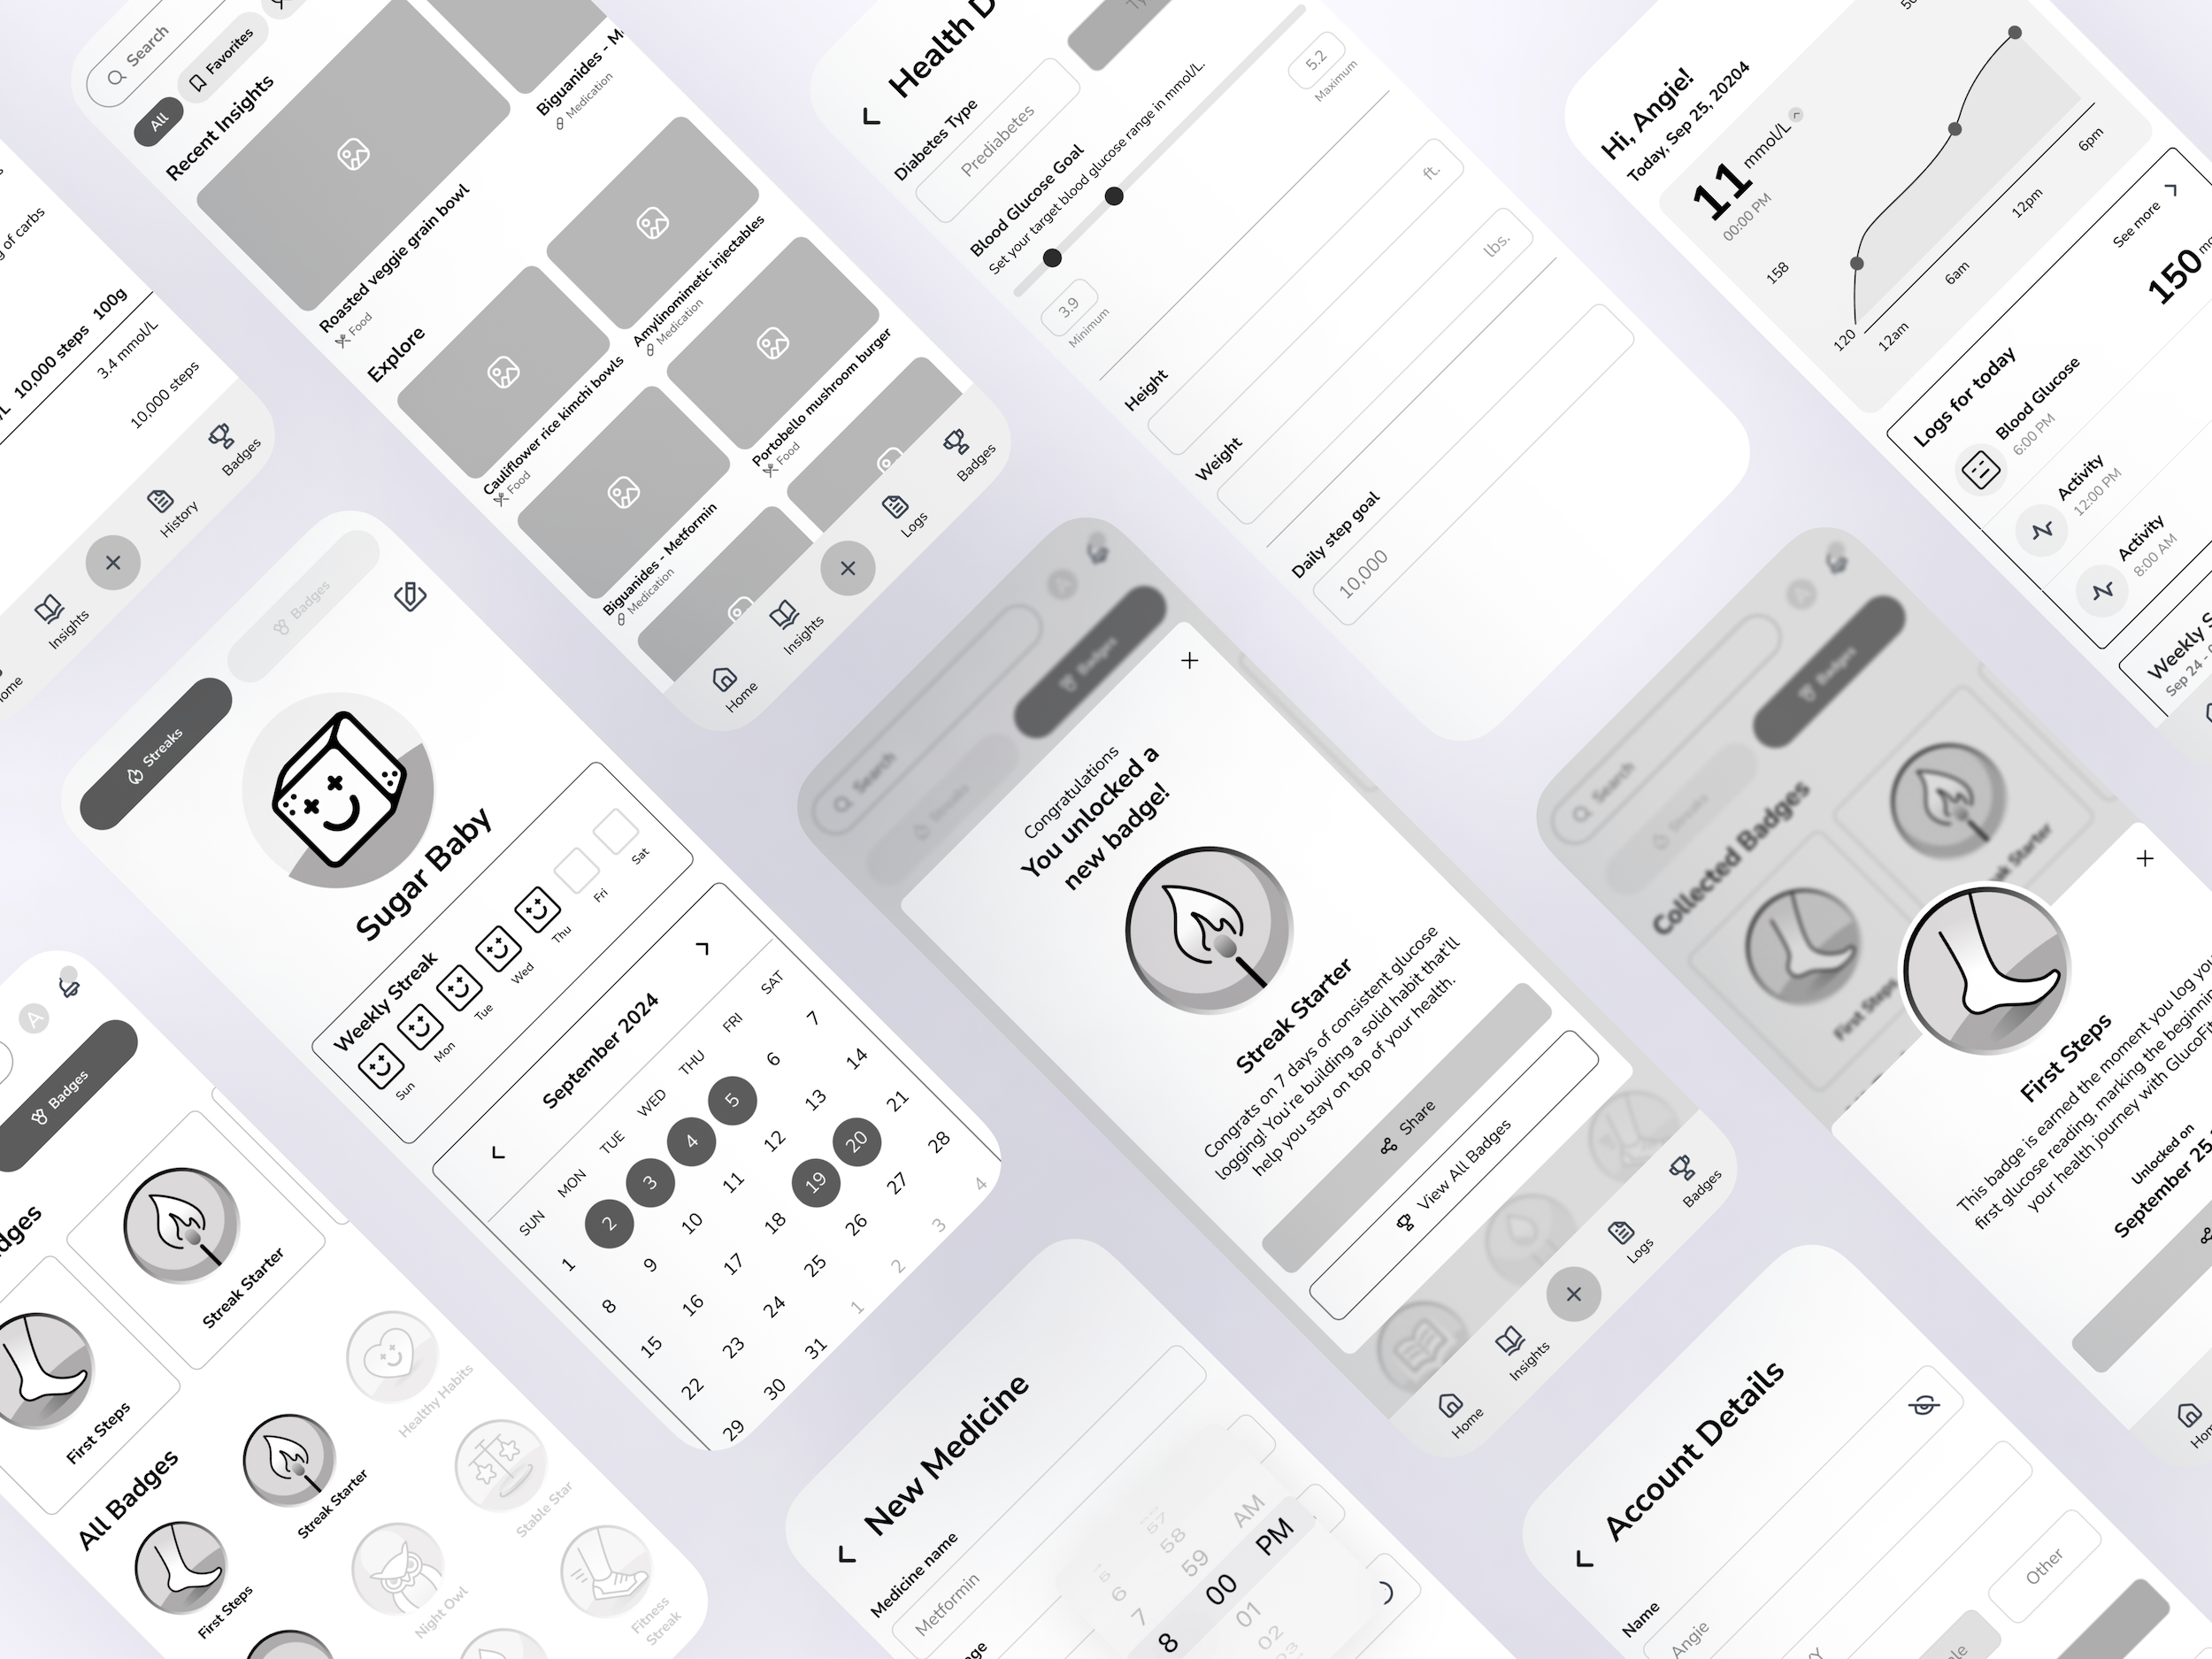 g of carbs
10,000 steps 100g
3.4 mmol/L
10,000 steps
Insights
History
Badges
Search
All
Favorites
Recent Insights
Roasted veggie grain bowl
Food
Biguanides - M
Medication
Explore
Cauliflower rice kimchi bowls
Food
Amylinomimetic injectables
Medication
Biguanides - Metformin
Medication
Portobello mushroom burger
Food
Home
Insights
Logs
Badges
Health D
Diabetes Type
Prediabetes
Blood Glucose Goal
Set your target blood glucose range in mmol/L.
3.9
Minimum
5.2
Maximum
Height
ft.
Weight
lbs.
Daily step goal
10,000
Hi, Angie!
Today, Sep 25, 20204
11 mmol/L
00:00 PM
158
120
12am
6am
12pm
6pm
Logs for today
See more
Blood Glucose
6:00 PM
150
Activity
12:00 PM
Activity
8:00 AM
Weekly S
Sep 24 -
Streaks
Badges
Sugar Baby
Weekly Streak
Sun
Mon
Tue
Wed
Thu
Fri
Sat
September 2024
SUN MON TUE WED THU FRI SAT
1 2 3 4 5 6 7
8 9 10 11 12 13 14
15 16 17 18 19 20 21
22 23 24 25 26 27 28
29 30 31 1 2 3 4
Search
Streaks
Badges
Congratulations
You unlocked a
new badge!
Streak Starter
Congrats on 7 days of consistent glucose
logging! You're building a solid habit that'll
help you stay on top of your health.
Share
View All Badges
Home
Insights
Logs
Badges
Search
Streaks
Badges
Collected Badges
First Steps
First Steps
This badge is earned the moment you log you
first glucose reading, marking the beginnin
your health journey with GlucoFit
Unlocked on
September 25,
A
Badges
First Steps
Streak Starter
All Badges
First Steps
Streak Starter
Healthy Habits
Night Owl
Stable Star
Fitness
Streak
New Medicine
Medicine name
Metformin
57
6 58
7 59 AM
8 00 PM
01
02
Account Details
Name
Angie
Other